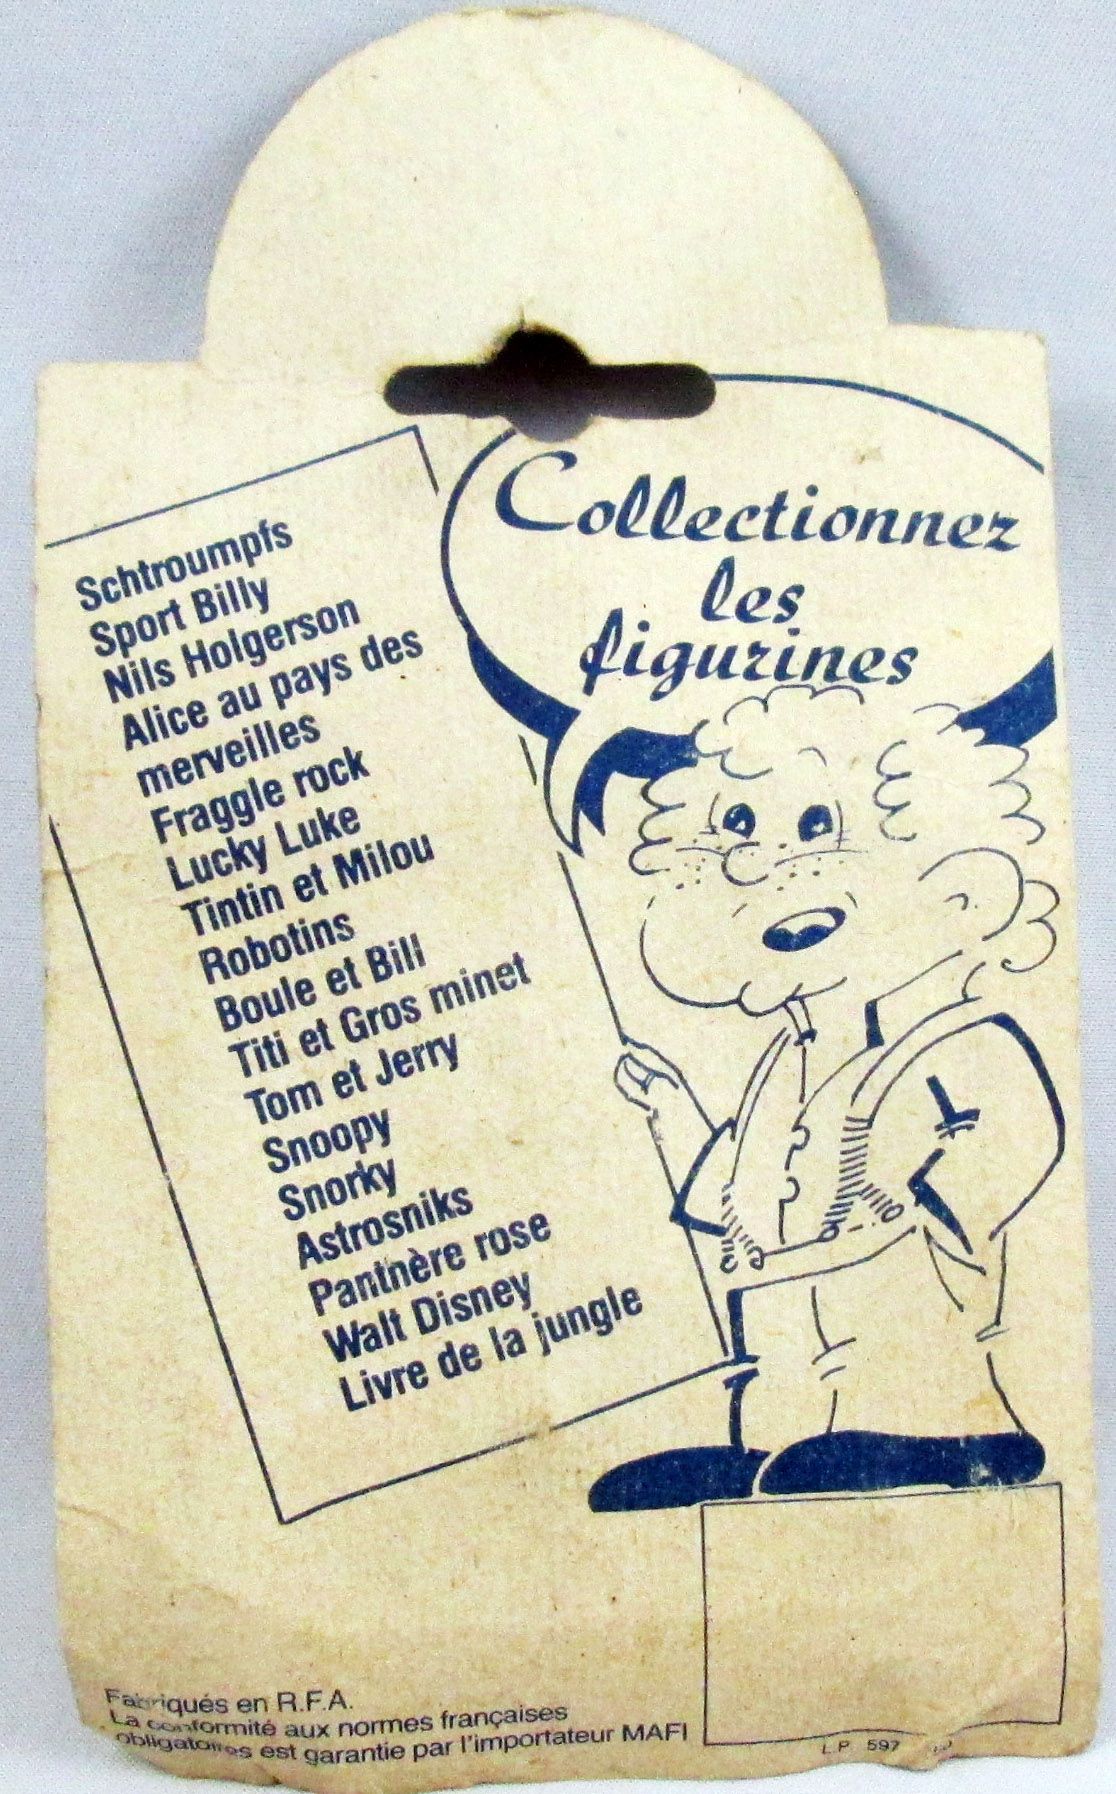 Collectionnez
les
figurines
Schtroumpfs
Sport Billy
Nils Holgerson
Alice au pays des
merveilles
Fraggle rock
Lucky Luke
Tintin et Milou
Robotins
Boule et Bill
Titi et Gros minet
Tom et Jerry
Snoopy
Snorky
Astrosniks
Panthère rose
Walt Disney
Livre de la jungle
Fabriqués en R.F.A.
La conformité aux normes françaises
obligatoires est garantie par l'importateur MAFI
L.P. 597